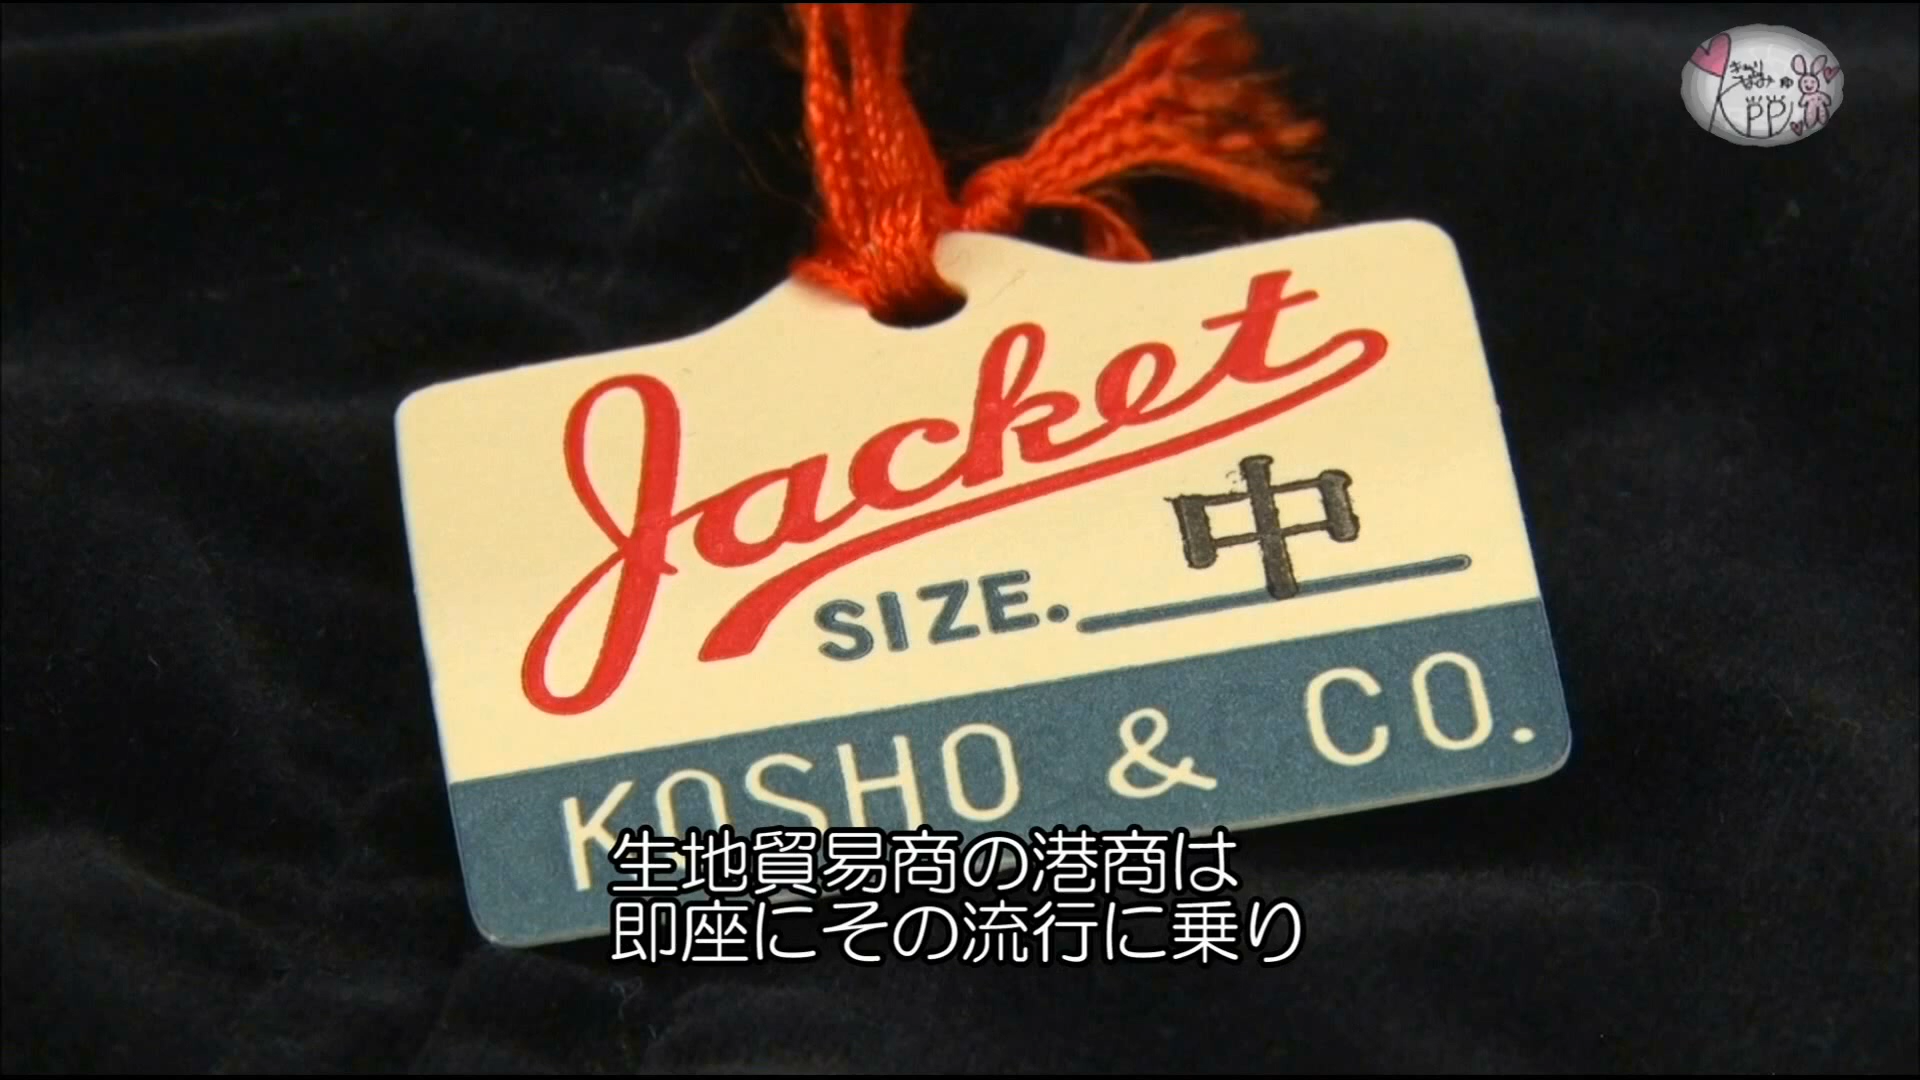 Jacket
SIZE. 中
KOSHO & CO.
生地貿易商の港商は
即座にその流行に乗り